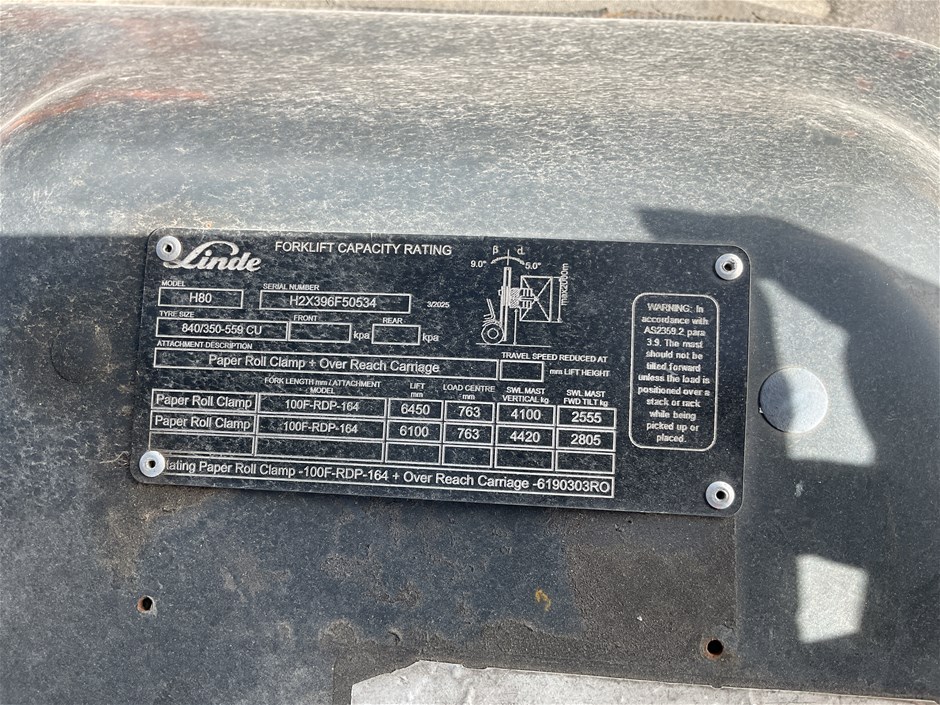 Linde
FORKLIFT CAPACITY RATING
β d
9.0° 5.0°
MODEL SERIAL NUMBER
H80 H2X396F50534 3/2025
TYRE SIZE FRONT REAR
840/350-559 CU kpa kpa
ATTACHMENT DESCRIPTION
Paper Roll Clamp + Over Reach Carriage
TRAVEL SPEED REDUCED AT
mm LIFT HEIGHT
FORK LENGTH mm / ATTACHMENT MODEL LIFT mm LOAD CENTRE mm SWL MAST VERTICAL kg SWL MAST FWD TILT kg
Paper Roll Clamp 100F-RDP-164 6450 763 4100 2555
Paper Roll Clamp 100F-RDP-164 6100 763 4420 2805
Paper Roll Clamp -100F-RDP-164 + Over Reach Carriage -6190303RO
WARNING: In
accordance with
AS2359.2 para
3.9. The mast
should not be
tilted forward
unless the load is
positioned over a
stack or rack
while being
picked up or
placed.